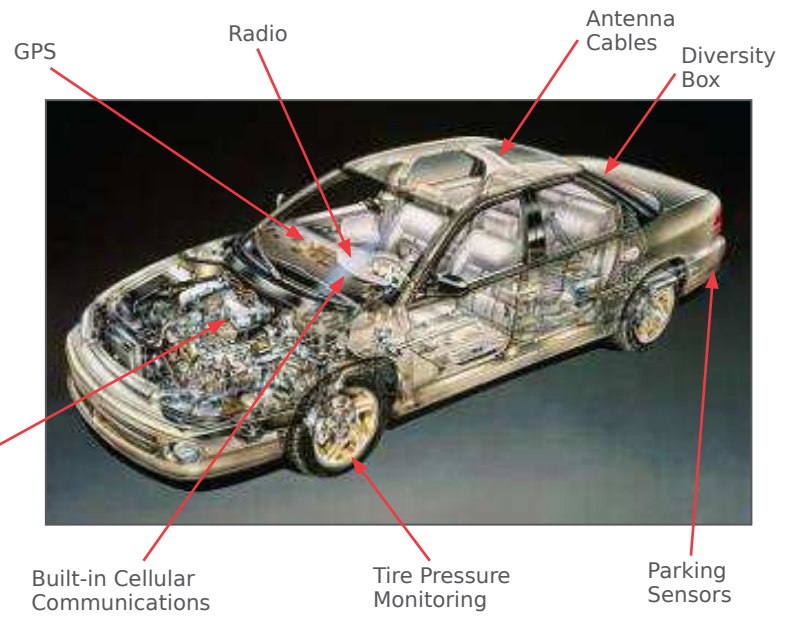 GPS
Radio
Antenna
Cables
Diversity
Box
Built-in Cellular
Communications
Tire Pressure
Monitoring
Parking
Sensors